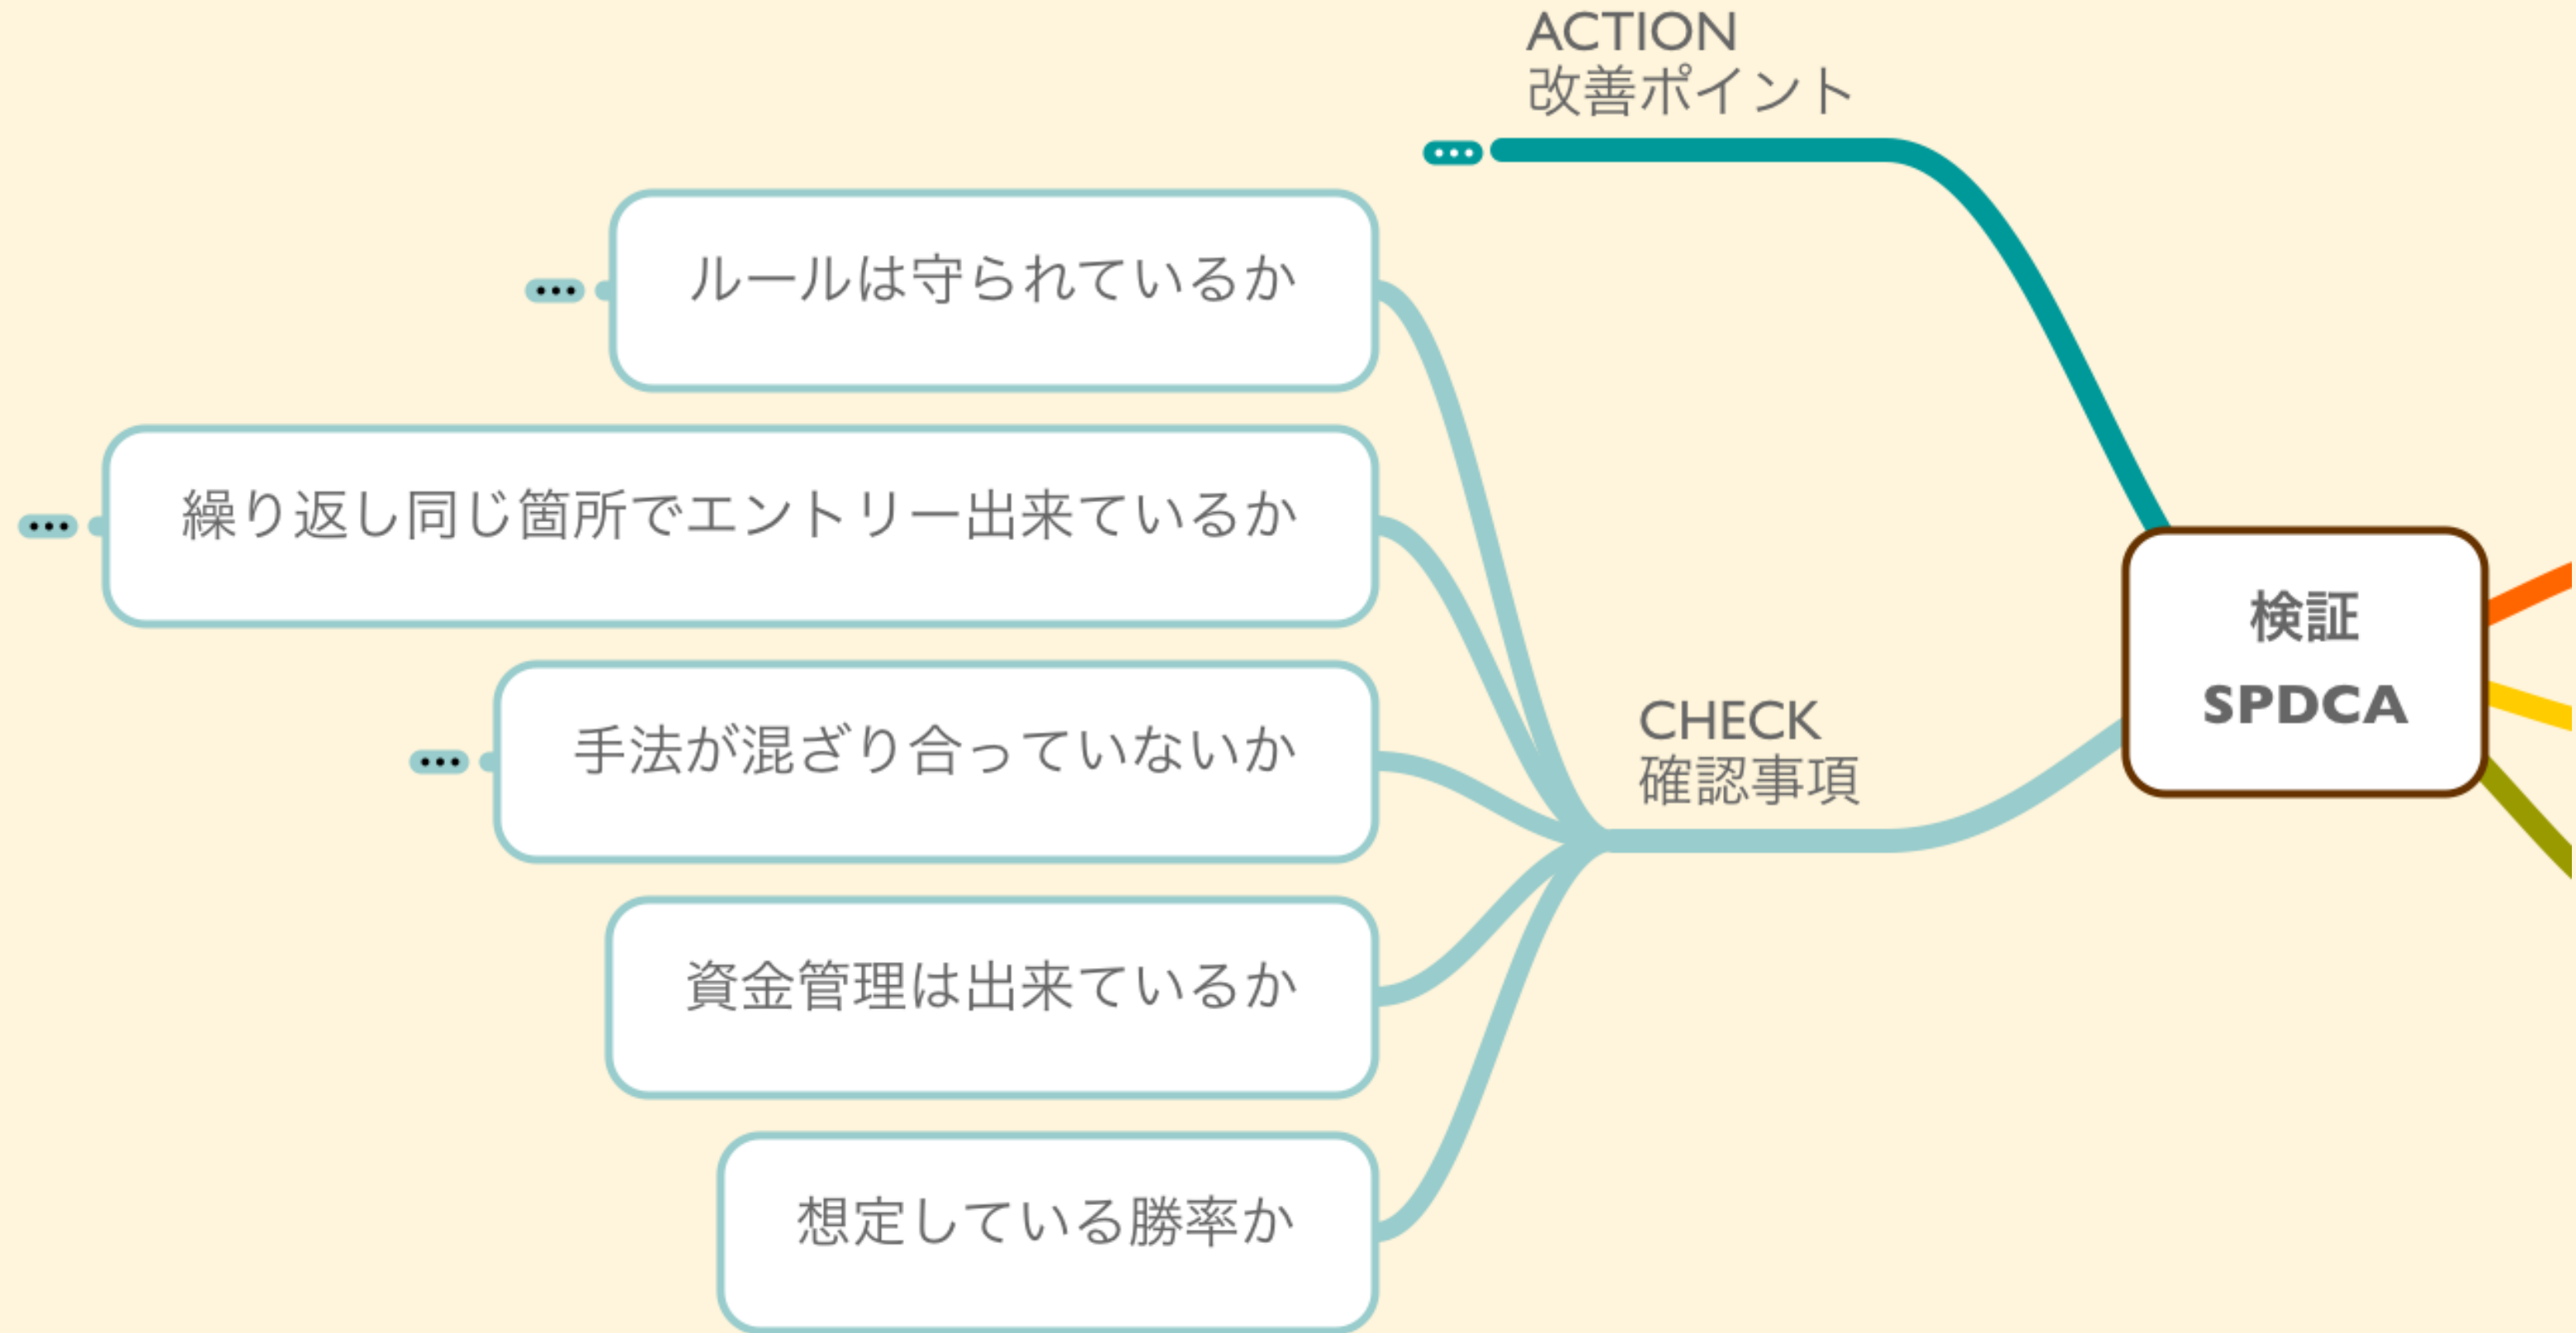 ACTION
改善ポイント
ルールは守られているか
繰り返し同じ箇所でエントリー出来ているか
手法が混ざり合っていないか
資金管理は出来ているか
想定している勝率か
CHECK
確認事項
検証
SPDCA